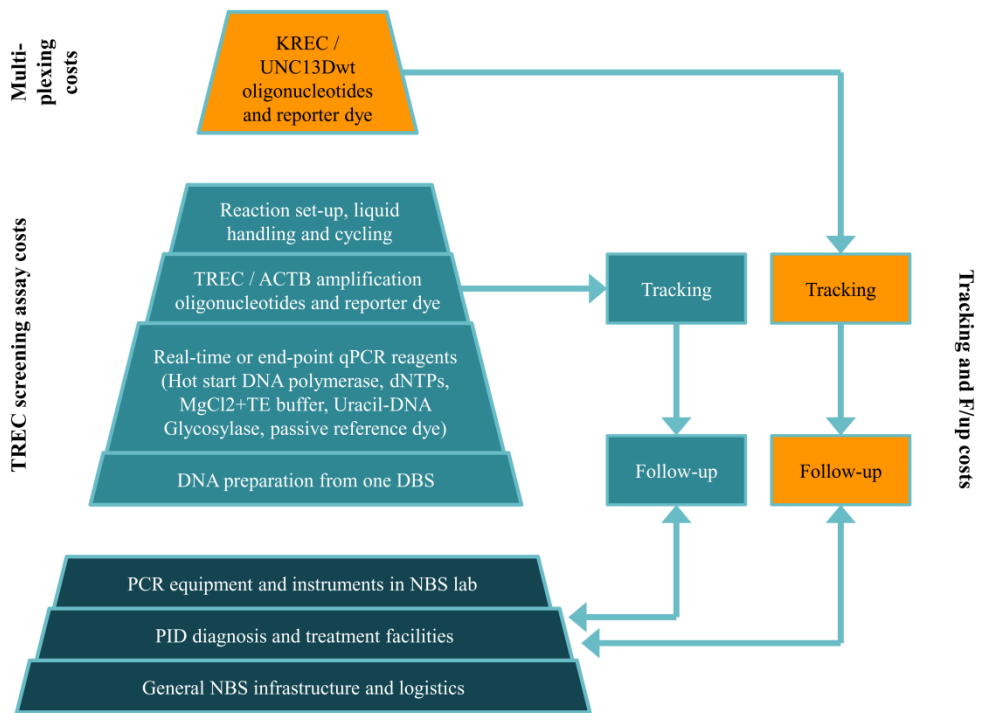 Multi-
plexing
costs
KREC /
UNC13Dwt
oligonucleotides
and reporter dye
TREC screening assay costs
Reaction set-up, liquid
handling and cycling
TREC / ACTB amplification
oligonucleotides and reporter dye
Real-time or end-point qPCR reagents
(Hot start DNA polymerase, dNTPs,
MgCl2+TE buffer, Uracil-DNA
Glycosylase, passive reference dye)
DNA preparation from one DBS
Tracking
Tracking
Follow-up
Follow-up
Tracking and F/up costs
PCR equipment and instruments in NBS lab
PID diagnosis and treatment facilities
General NBS infrastructure and logistics